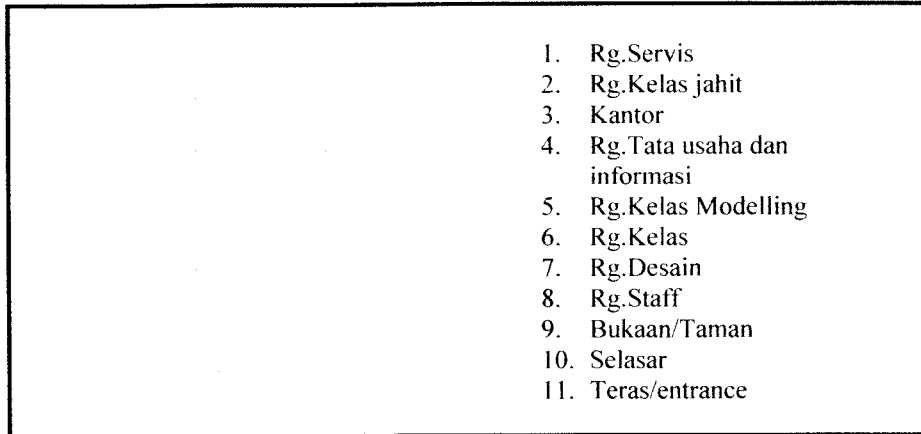 1. Rg.Servis
2. Rg.Kelas jahit
3. Kantor
4. Rg.Tata usaha dan
informasi
5. Rg.Kelas Modelling
6. Rg.Kelas
7. Rg.Desain
8. Rg.Staff
9. Bukaan/Taman
10. Selasar
11. Teras/entrance